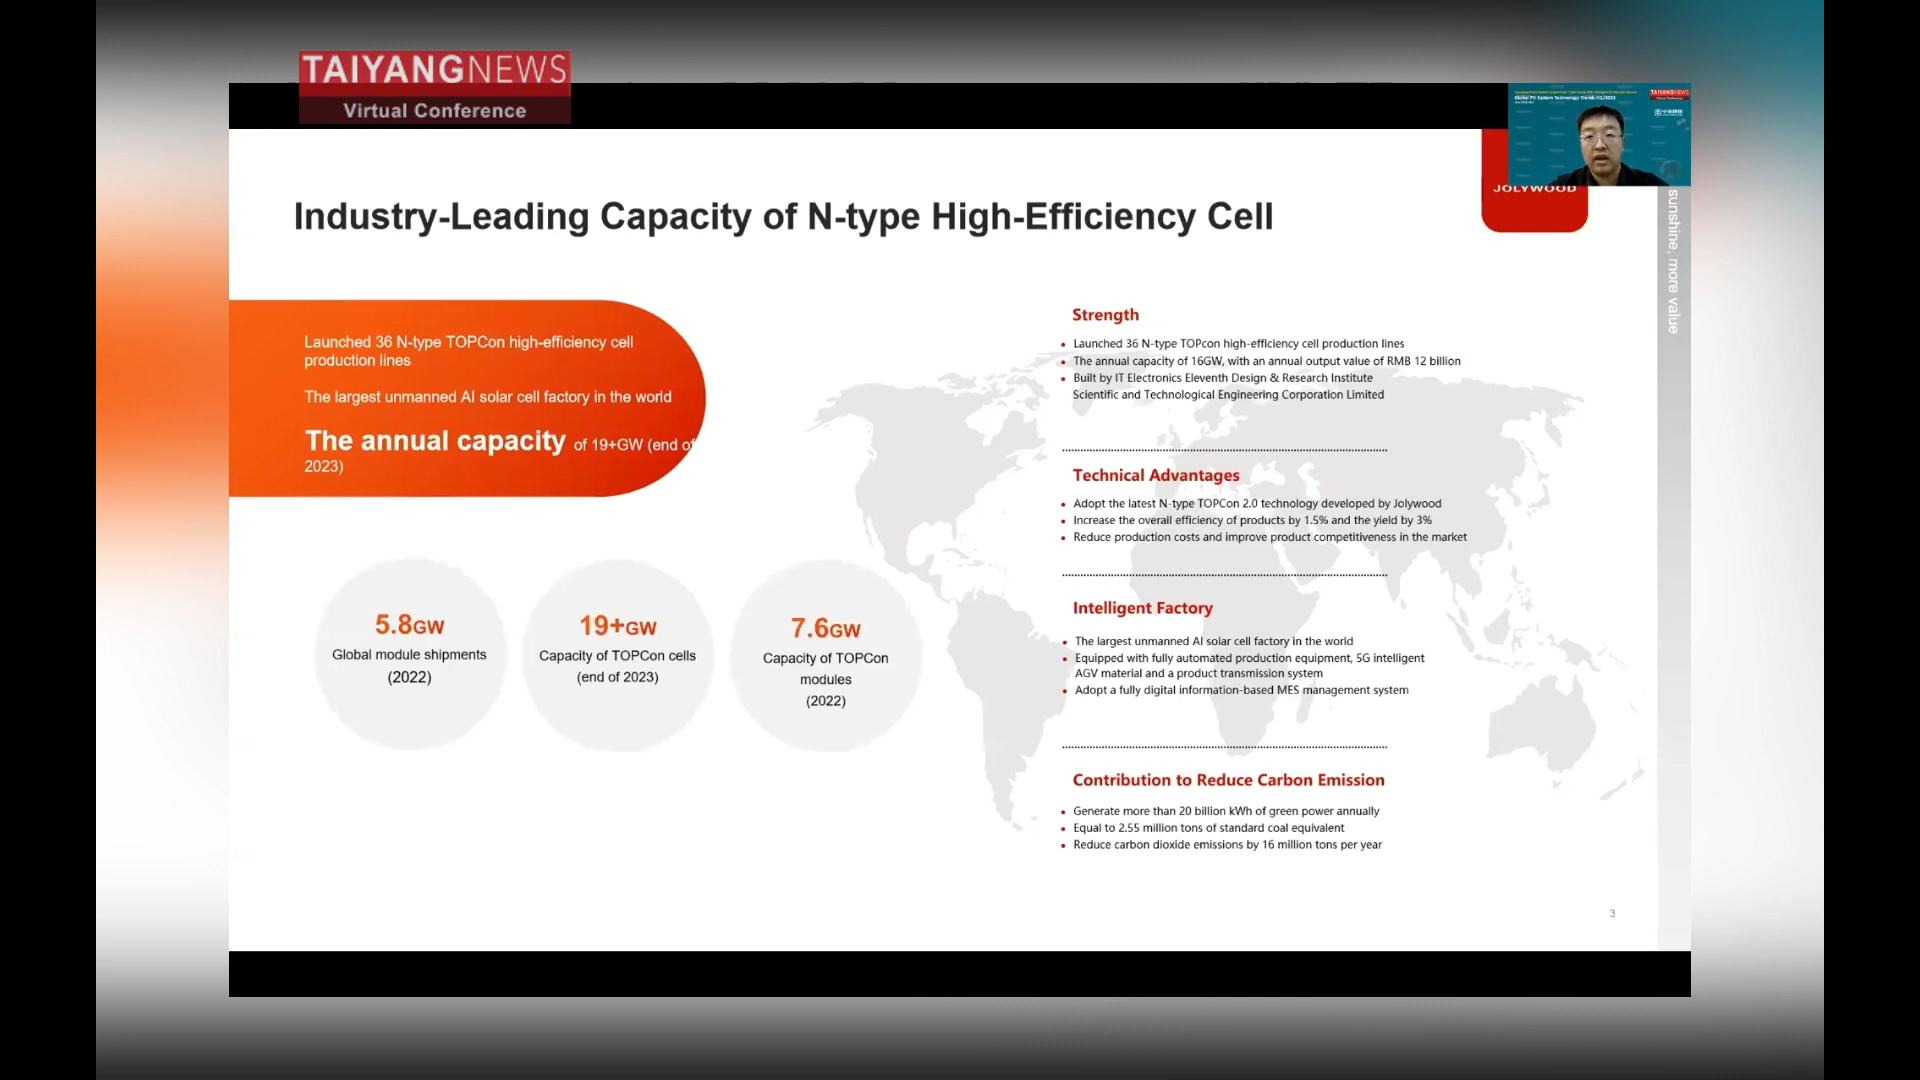 TAIYANGNEWS
Virtual Conference
Global PV System Technology Trends H1/2023
TAIYANGNEWS
JOLYWOOD
sunshine, more value
Industry-Leading Capacity of N-type High-Efficiency Cell
Launched 36 N-type TOPCon high-efficiency cell
production lines
The largest unmanned AI solar cell factory in the world
The annual capacity of 19+GW (end of
2023)
5.8GW
Global module shipments
(2022)
19+GW
Capacity of TOPCon cells
(end of 2023)
7.6GW
Capacity of TOPCon
modules
(2022)
Strength
• Launched 36 N-type TOPcon high-efficiency cell production lines
• The annual capacity of 16GW, with an annual output value of RMB 12 billion
• Built by IT Electronics Eleventh Design & Research Institute
Scientific and Technological Engineering Corporation Limited
Technical Advantages
• Adopt the latest N-type TOPCon 2.0 technology developed by Jolywood
• Increase the overall efficiency of products by 1.5% and the yield by 3%
• Reduce production costs and improve product competitiveness in the market
Intelligent Factory
• The largest unmanned AI solar cell factory in the world
• Equipped with fully automated production equipment, 5G intelligent
AGV material and a product transmission system
• Adopt a fully digital information-based MES management system
Contribution to Reduce Carbon Emission
• Generate more than 20 billion kWh of green power annually
• Equal to 2.55 million tons of standard coal equivalent
• Reduce carbon dioxide emissions by 16 million tons per year
3